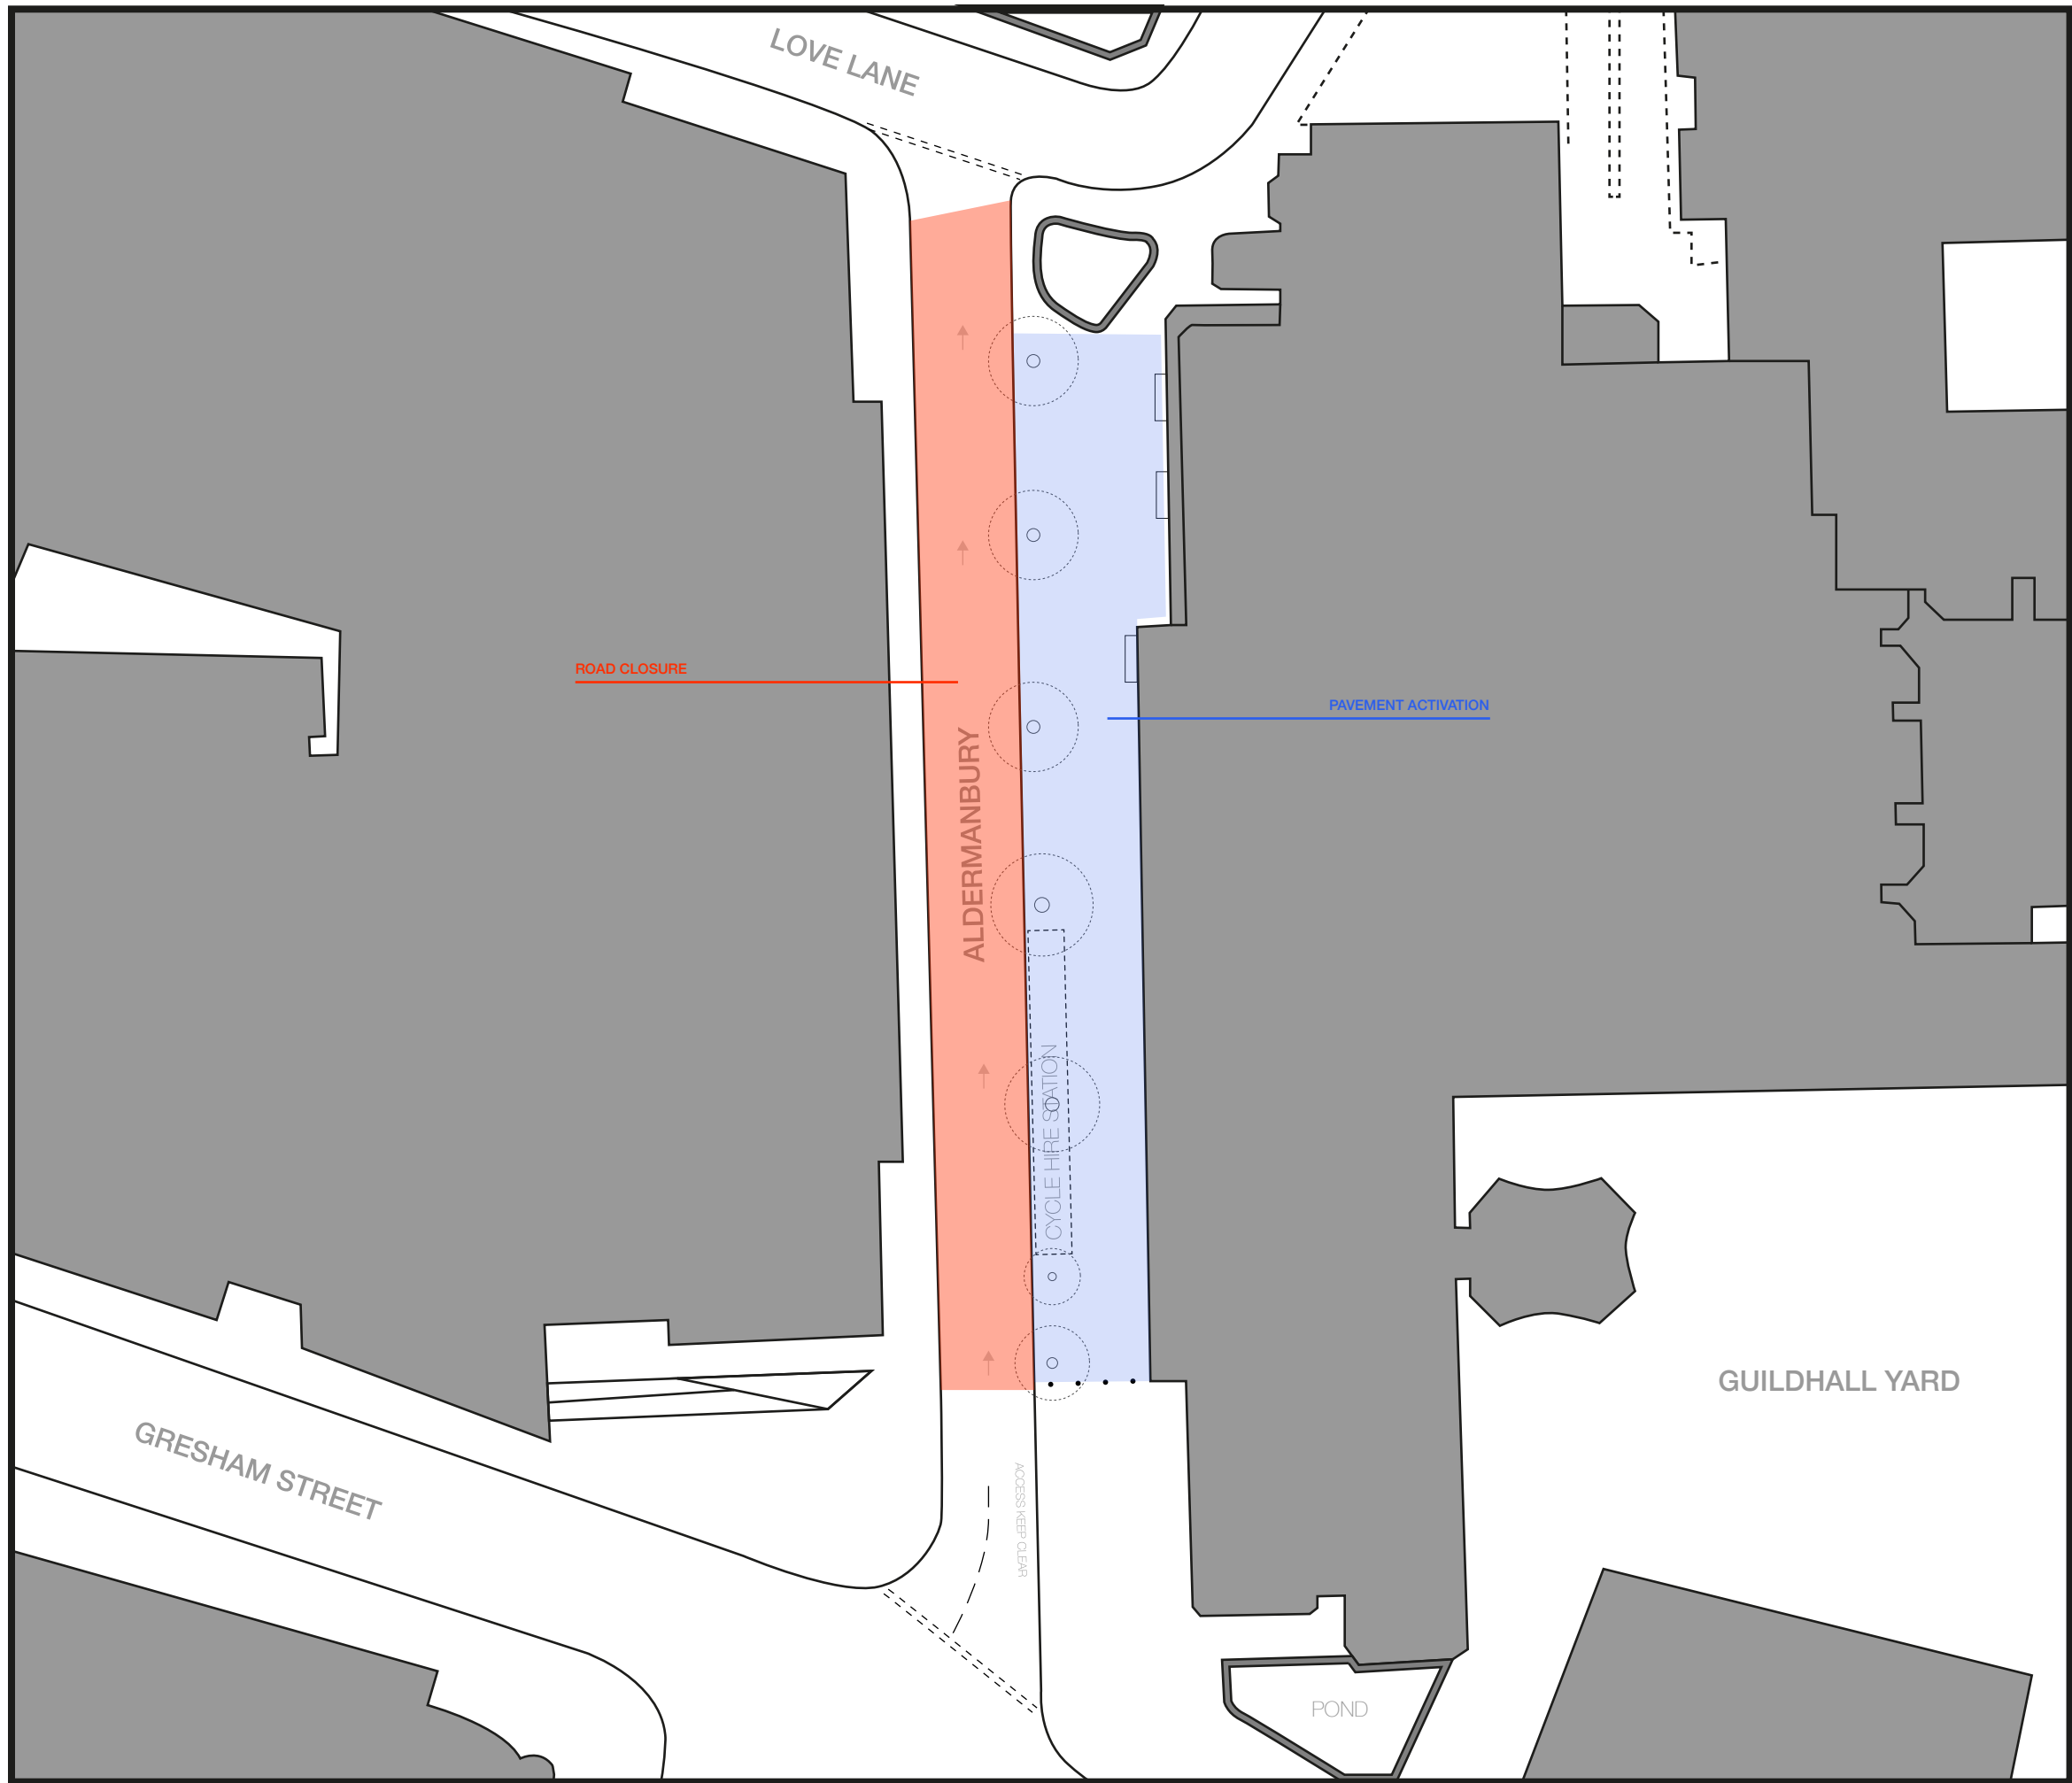 LOVE LANE
ROAD CLOSURE
PAVEMENT ACTIVATION
ALDERMANBURY
CYCLE HIRE STATION
GUILDHALL YARD
GRESHAM STREET
ACCESS KEEP CLEAR
POND